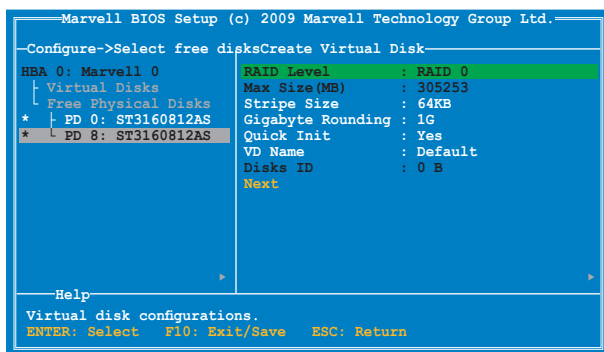 Marvell BIOS Setup (c) 2009 Marvell Technology Group Ltd.
Configure->Select free disksCreate Virtual Disk
HBA 0: Marvell 0
Virtual Disks
Free Physical Disks
* PD 0: ST3160812AS
* PD 8: ST3160812AS
RAID Level : RAID 0
Max Size(MB) : 305253
Stripe Size : 64KB
Gigabyte Rounding : 1G
Quick Init : Yes
VD Name : Default
Disks ID : 0 8
Next
Help
Virtual disk configurations.
ENTER: Select F10: Exit/Save ESC: Return